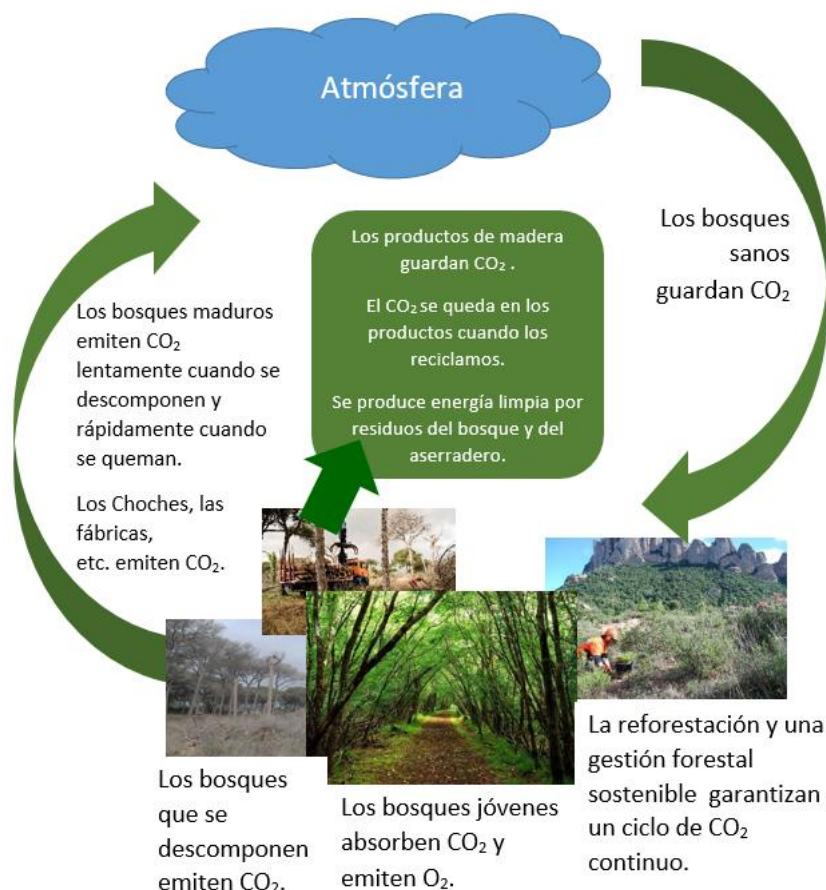 Atmósfera
Los bosques
sanos
guardan CO₂
Los productos de madera
guardan CO₂ .
El CO₂ se queda en los
productos cuando los
reciclamos.
Se produce energía limpia por
residuos del bosque y del
aserradero.
Los bosques maduros
emiten CO₂
lentamente cuando se
descomponen y
rápidamente cuando
se queman.
Los Choches, las
fábricas,
etc. emiten CO₂.
Los bosques
que se
descomponen
emiten CO₂.
Los bosques jóvenes
absorben CO₂ y
emiten O₂.
La reforestación y una
gestión forestal
sostenible garantizan
un ciclo de CO₂
continuo.